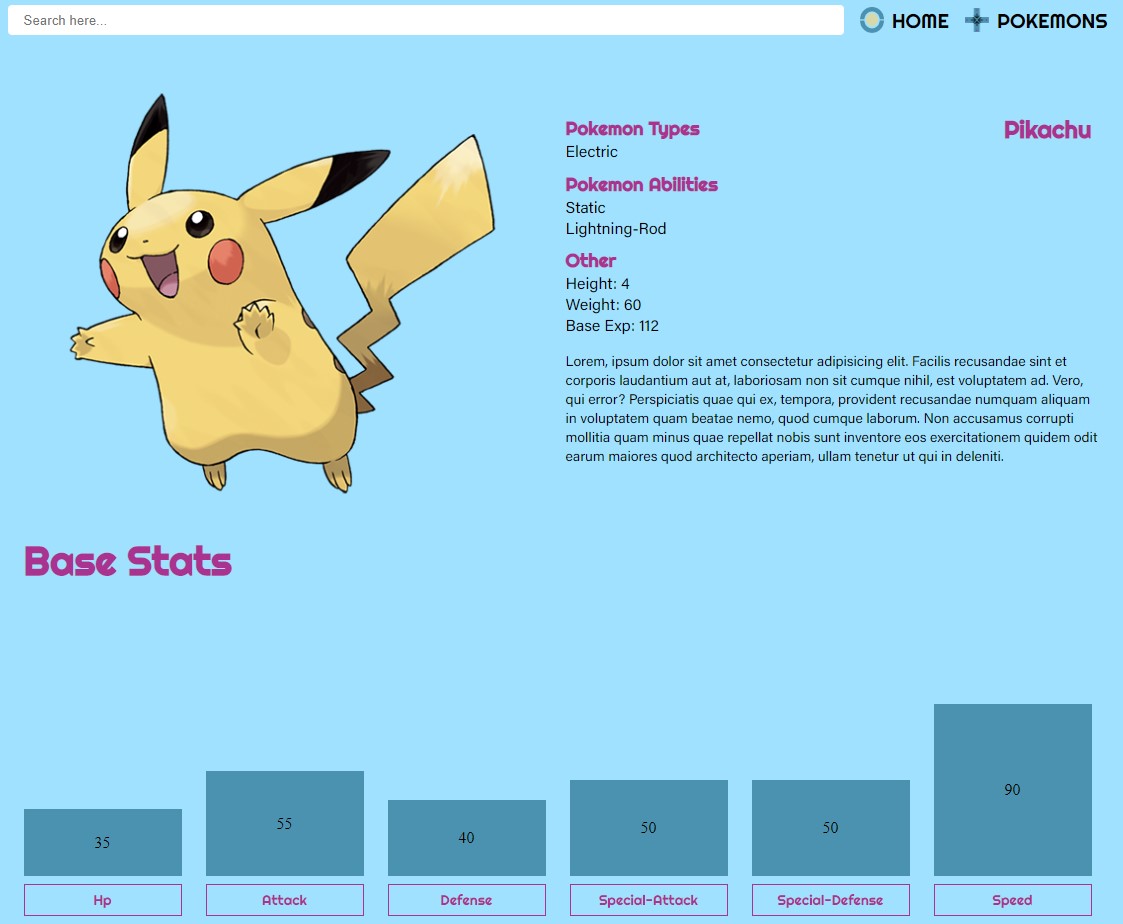 Search here...
HOME
POKEMONS
Pikachu
Pokemon Types
Electric
Pokemon Abilities
Static
Lightning-Rod
Other
Height: 4
Weight: 60
Base Exp: 112
Lorem, ipsum dolor sit amet consectetur adipisicing elit. Facilis recusandae sint et
corporis laudantium aut at, laboriosam non sit cumque nihil, est voluptatem ad. Vero,
qui error? Perspiciatis quae qui ex, tempora, provident recusandae numquam aliquam
in voluptatem quam beatae nemo, quod cumque laborum. Non accusamus corrupti
mollitia quam minus quae repellat nobis sunt inventore eos exercitationem quidem odit
earum maiores quod architecto aperiam, ullam tenetur ut qui in deleniti.
Base Stats
35
Hp
55
Attack
40
Defense
50
Special-Attack
50
Special-Defense
90
Speed